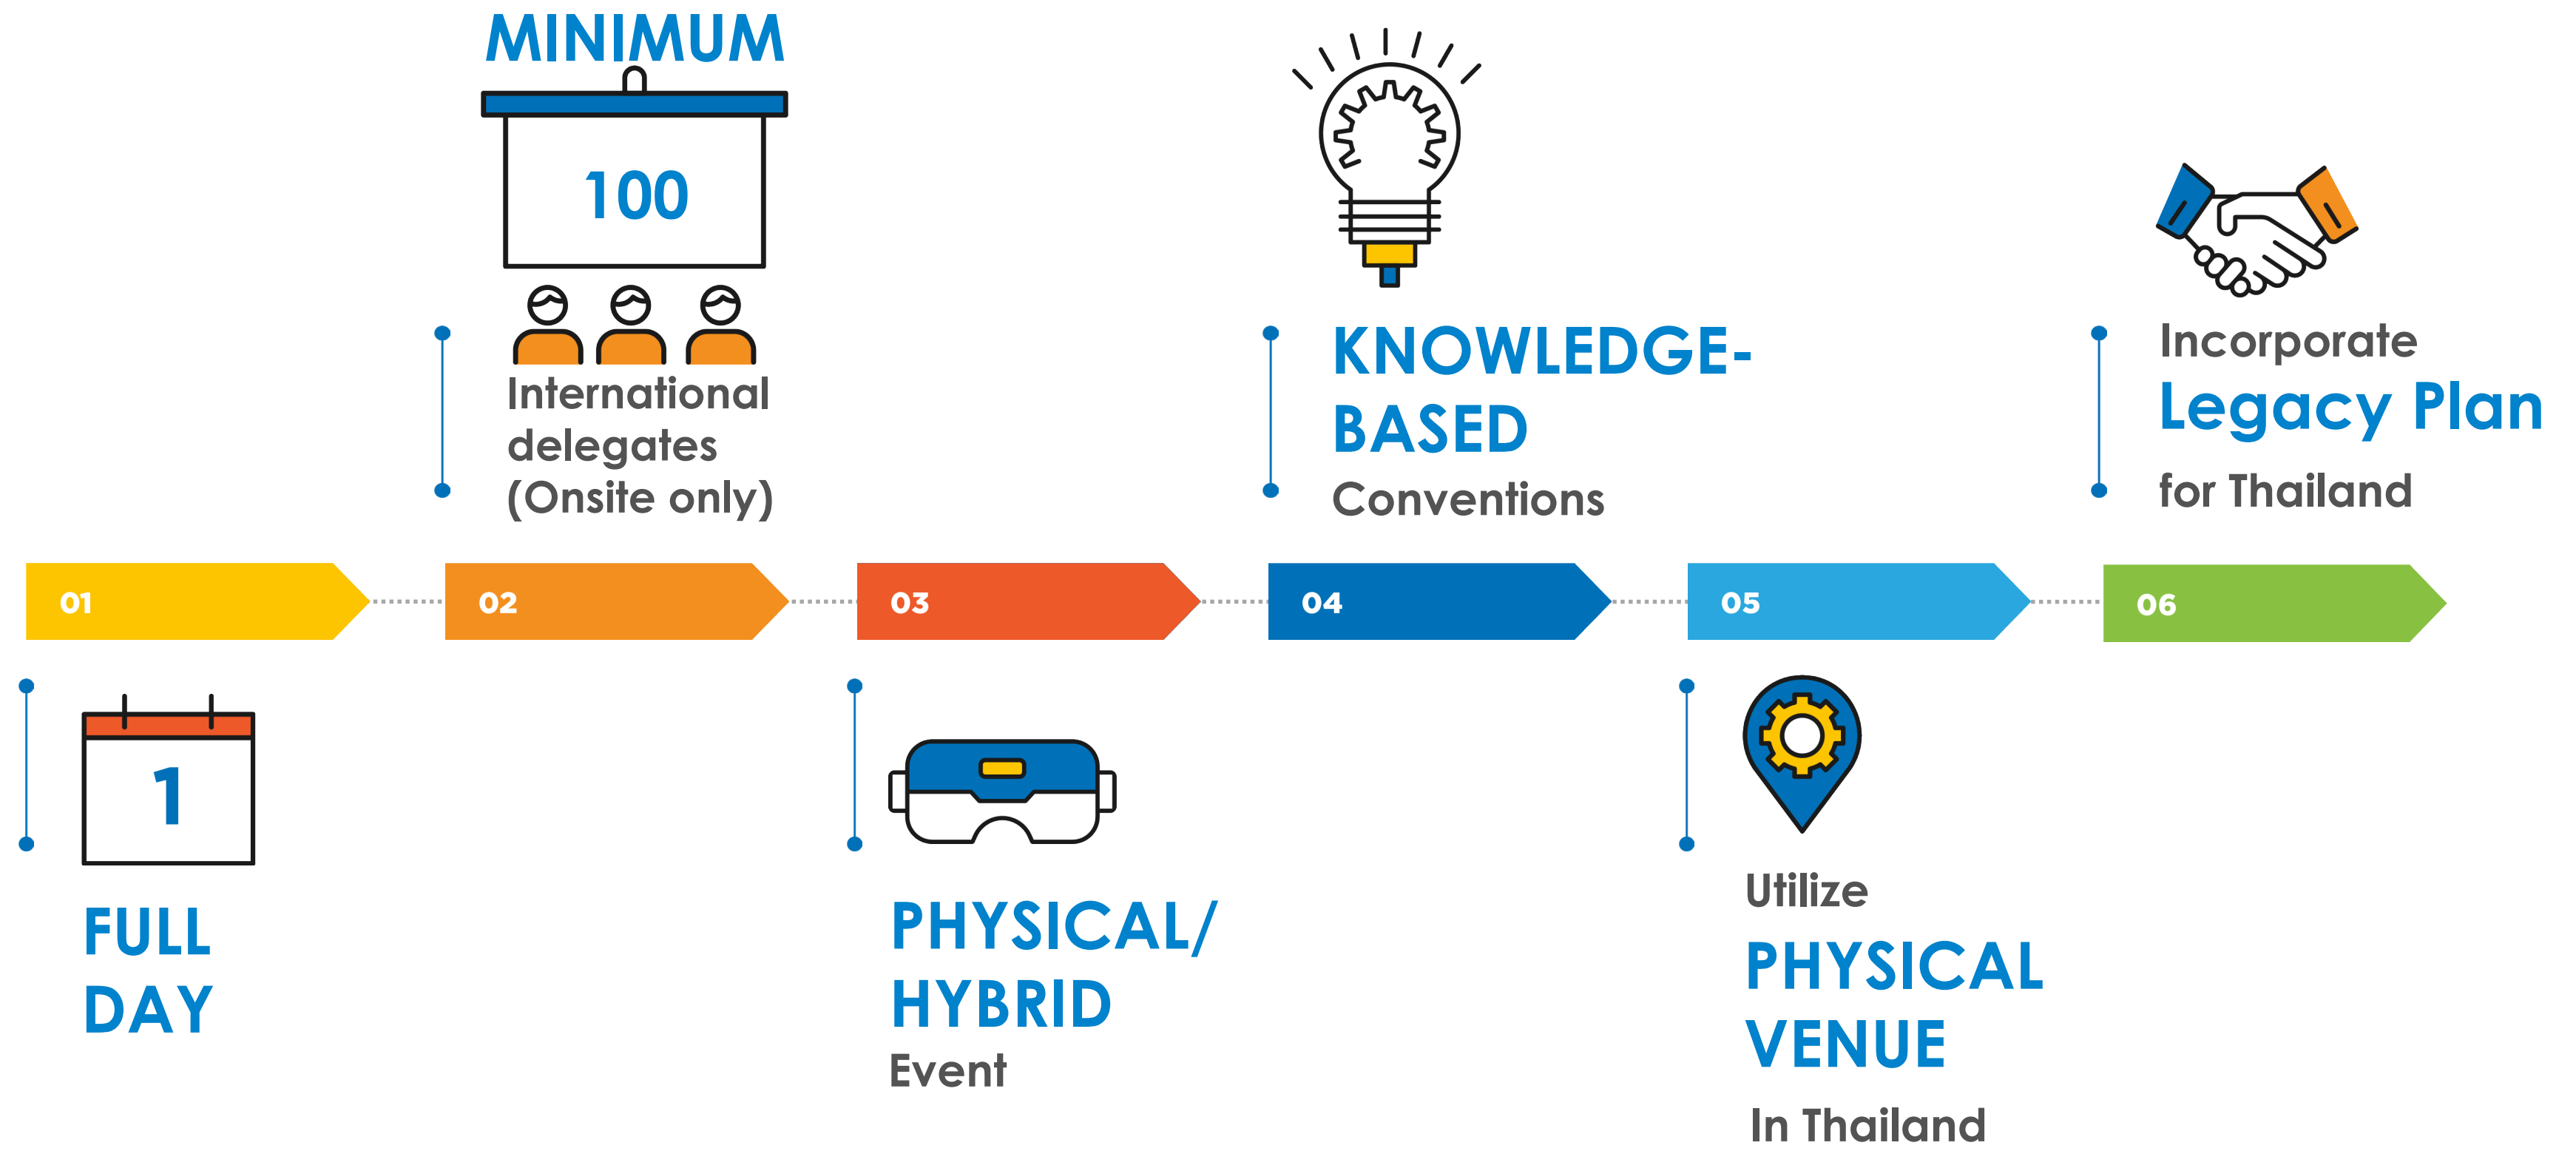 01
1
FULL
DAY
02
MINIMUM
100
International
delegates
(Onsite only)
03
PHYSICAL/
HYBRID
Event
04
KNOWLEDGE-
BASED
Conventions
05
Utilize
PHYSICAL
VENUE
In Thailand
06
Incorporate
Legacy Plan
for Thailand